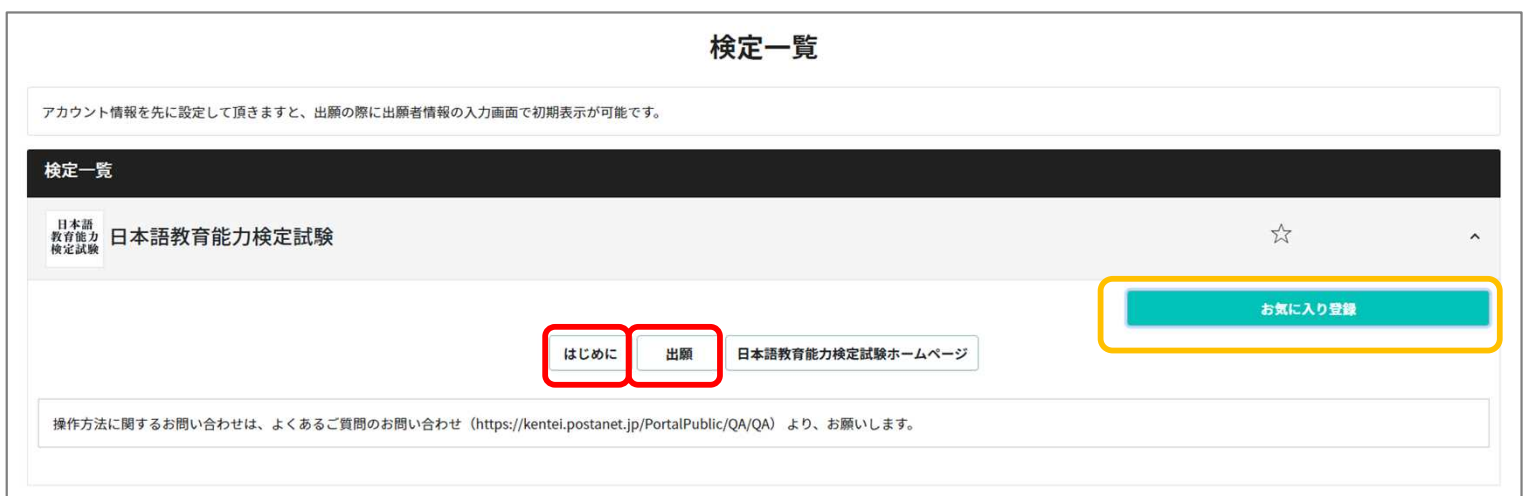 検定一覧
アカウント情報を先に設定して頂きますと、出願の際に出願者情報の入力画面で初期表示が可能です。
検定一覧
日本語
教育能力
検定試験
日本語教育能力検定試験
☆
お気に入り登録
はじめに
出願
日本語教育能力検定試験ホームページ
操作方法に関するお問い合わせは、よくあるご質問のお問い合わせ（https://kentei.postanet.jp/PortalPublic/QA/QA） より、お願いします。